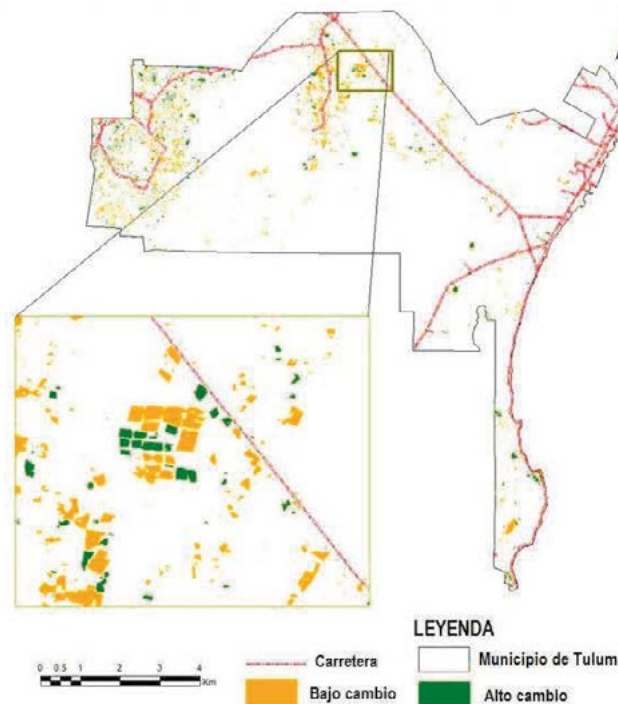 LEYENDA
0 0.5 1 2 3 4
Km
Carretera
Municipio de Tulum
Bajo cambio
Alto cambio